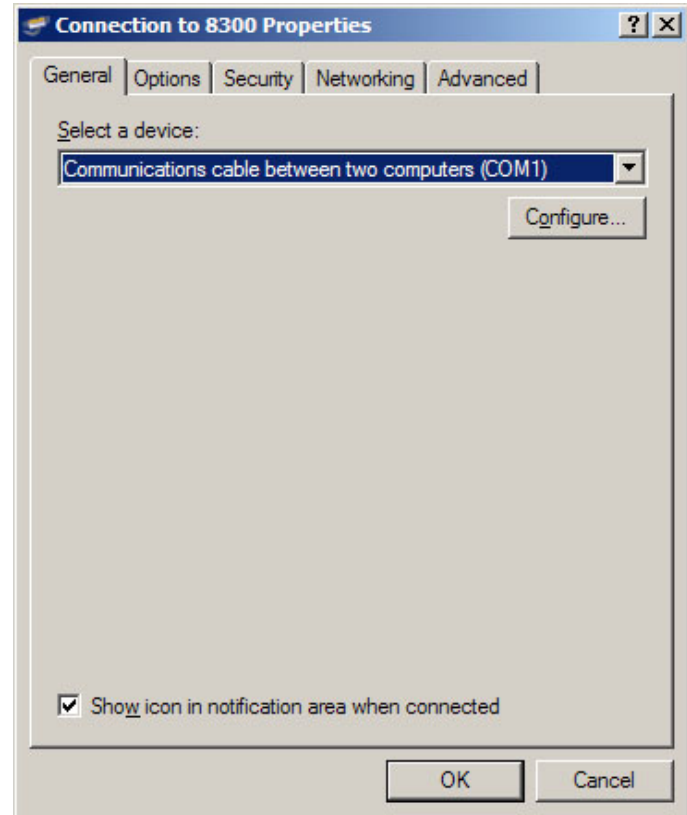 Connection to 8300 Properties
General Options Security Networking Advanced
Select a device:
Communications cable between two computers (COM1)
Configure...
Show icon in notification area when connected
OK Cancel